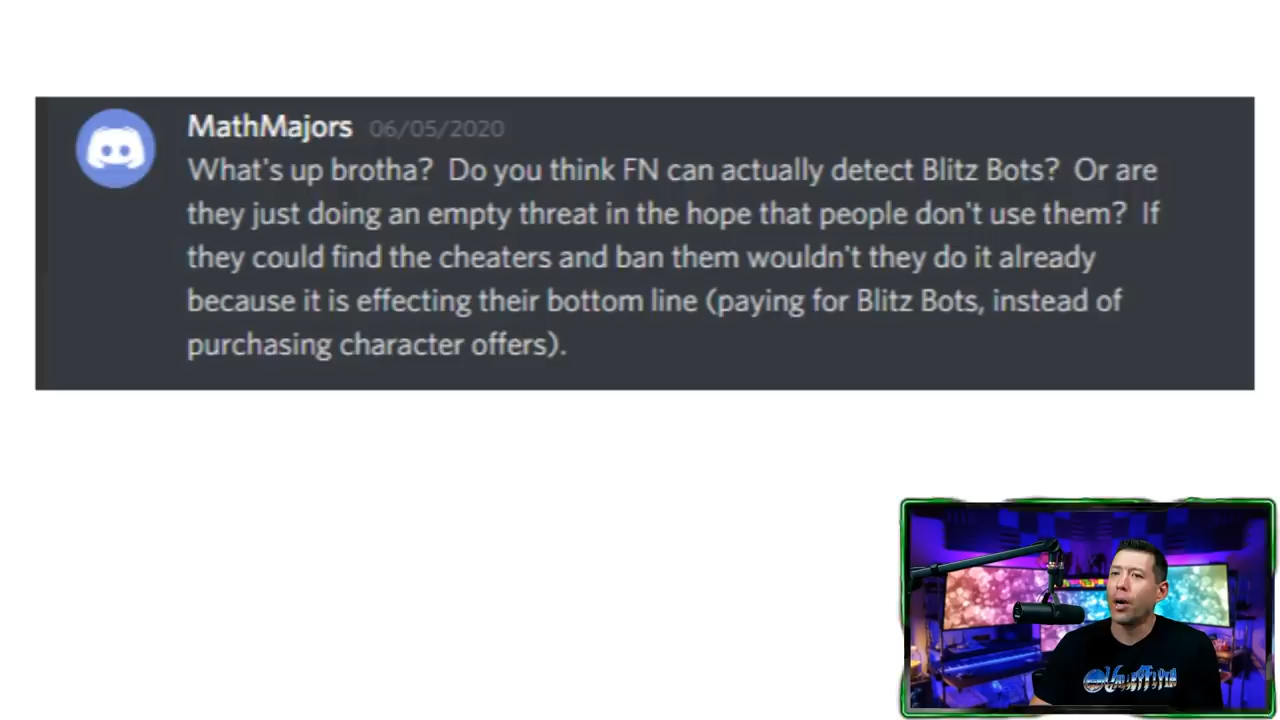 MathMajors 06/05/2020
What's up brotha? Do you think FN can actually detect Blitz Bots? Or are
they just doing an empty threat in the hope that people don't use them? If
they could find the cheaters and ban them wouldn't they do it already
because it is effecting their bottom line (paying for Blitz Bots, instead of
purchasing character offers).